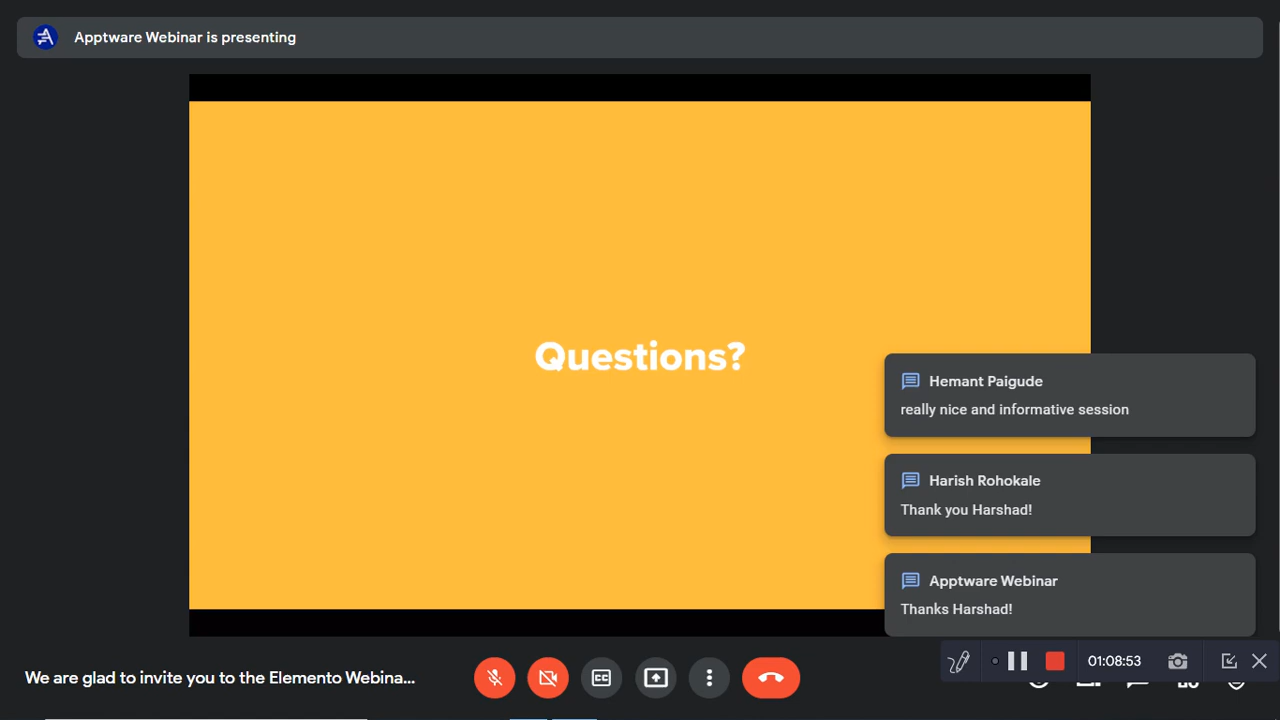 Apptware Webinar is presenting
Questions?
Hemant Paigude
really nice and informative session
Harish Rohokale
Thank you Harshad!
Apptware Webinar
Thanks Harshad!
We are glad to invite you to the Elemento Webina...
CC
01:08:53